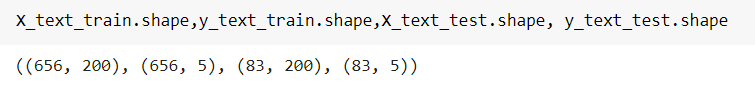 X_text_train.shape,y_text_train.shape,X_text_test.shape, y_text_test.shape
((656, 200), (656, 5), (83, 200), (83, 5))